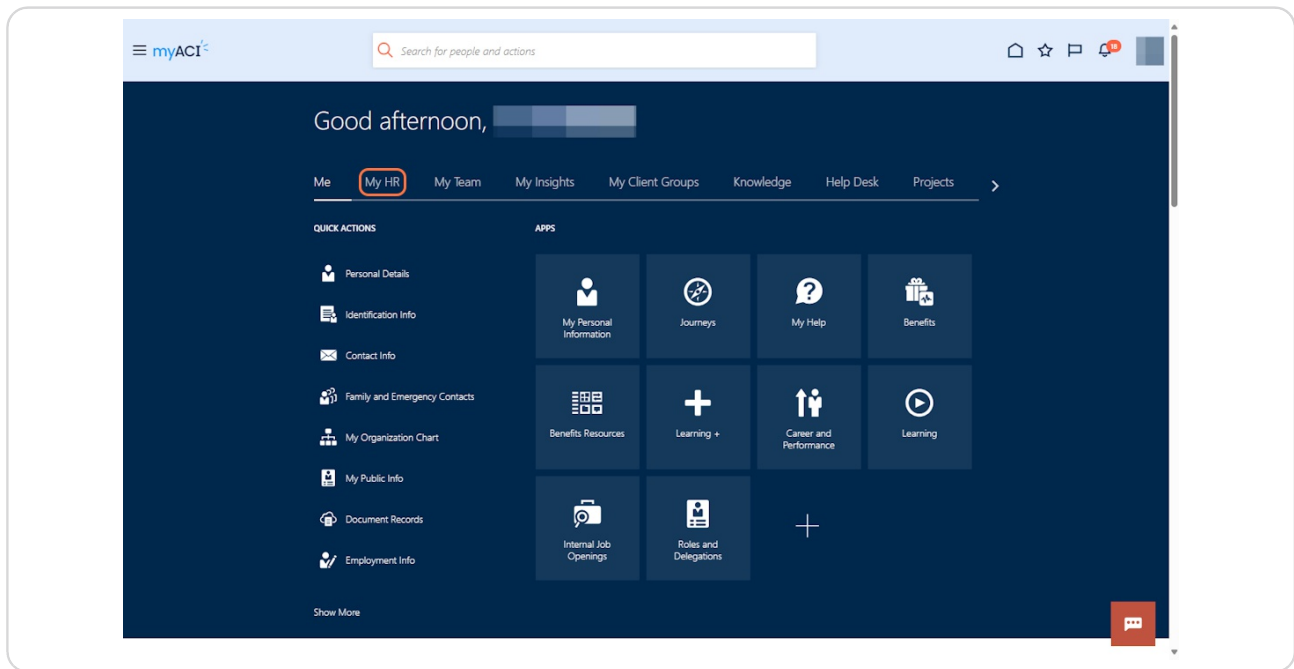 myACI
Search for people and actions
18
Good afternoon,
Me My HR My Team My Insights My Client Groups Knowledge Help Desk Projects
QUICK ACTIONS
APPS
Personal Details
Identification Info
Contact Info
Family and Emergency Contacts
My Organization Chart
My Public Info
Document Records
Employment Info
Show More
My Personal
Information
Journeys
My Help
Benefits
Benefits Resources
Learning +
Career and
Performance
Learning
Internal Job
Openings
Roles and
Delegations